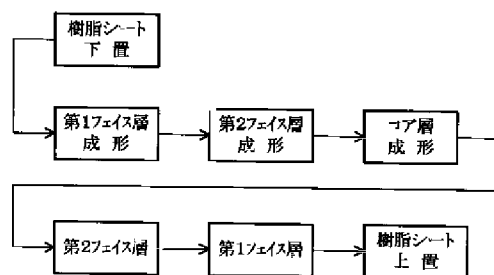 樹脂シート
下置
第1フェイス層
成形
第2フェイス層
成形
コア層
成形
第2フェイス層
第1フェイス層
樹脂シート
上置